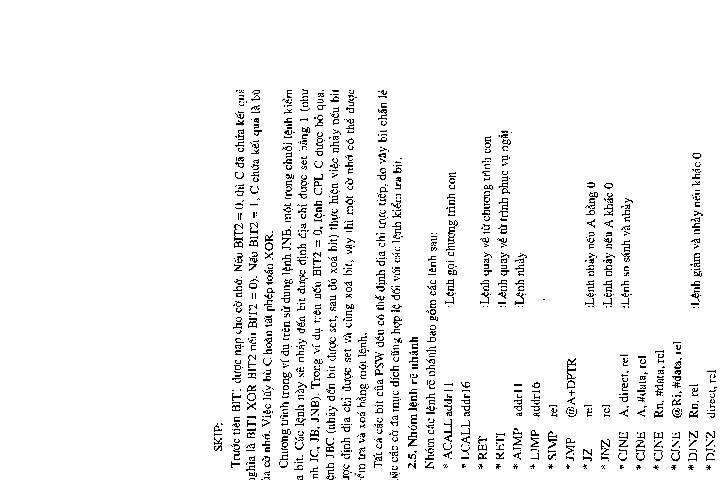 SKIP:
Trước tiên BIT1, được nạp cho cờ nhớ. Nếu BIT2 = 0, thì C đã chứa kết quả
nghĩa là BIT1 XOR BIT2 nếu BIT2 = 0). Nếu BIT2 = 1, C chứa kết quả là bù
ủa cờ nhớ. Việc lấy bù C hoàn tất phép toán XOR.
Chương trình trong ví dụ trên sử dụng lệnh JNB, một trong chuỗi lệnh kiểm
a bit. Các lệnh này sẽ nhảy đến bit được định địa chỉ được set bằng 1 (như
nh JC, JB, JNB). Trong ví dụ trên nếu BIT2 = 0, lệnh CPL C được bỏ qua.
ệnh JBC (nhảy đến bit được set, sau đó xoá bit) thực hiện việc nhảy nếu bit
ược định địa chỉ được set và cũng xoá bit, vậy thì một cờ nhớ có thể được
ểm tra và xoá bằng một lệnh.
Tất cả các bit của PSW đều có thể định địa chỉ trực tiếp, do vậy bit chẵn lẻ
oặc các cờ đa mục đích cũng hợp lệ đối với các lệnh kiểm tra bit.
2.5, Nhóm lệnh rẽ nhánh
Nhóm các lệnh rẽ nhánh bao gồm các lệnh sau:
* ACALL addr11 :Lệnh gọi chương trình con
* LCALL addr16
* RET :Lệnh quay về từ chương trình con
* RETI :Lệnh quay về từ trình phục vụ ngắt
* AJMP addr11 :Lệnh nhảy
* LJMP addr16
* SJMP rel
* JMP @A+DPTR
* JZ rel :Lệnh nhảy nếu A bằng 0
* JNZ rel :Lệnh nhảy nếu A khác 0
* CJNE A, direct, rel :Lệnh so sánh và nhảy
* CJNE A, #data, rel
* CJNE Rn, #data, rel
* CJNE @Ri, #data, rel
* DJNZ Rn, rel :Lệnh giảm và nhảy nếu khác 0
* DJNZ direct, rel